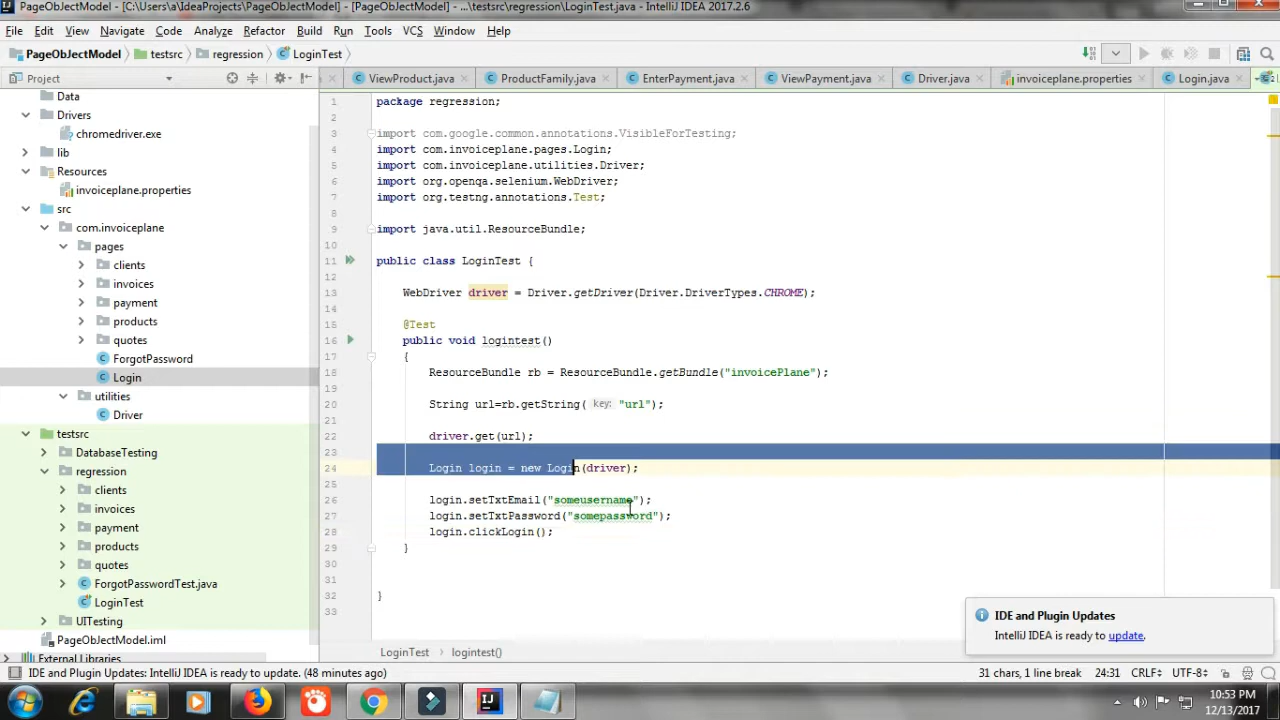 PageObJectModel - [C:\Users\a\IdeaProjects\PageObJectModel] - [PageObJectModel] - ...\testsrc\regression\LoginTest.java - IntelliJ IDEA 2017.2.6
File Edit View Navigate Code Analyze Refactor Build Run Tools VCS Window Help
PageObJectModel testsrc regression LoginTest
Project
ViewProduct.java ProductFamily.java EnterPayment.java ViewPayment.java Driver.java invoiceplane.properties Login.java
Data
Drivers
chromedriver.exe
lib
Resources
invoiceplane.properties
src
com.invoiceplane
pages
clients
invoices
payment
products
quotes
ForgotPassword
Login
utilities
Driver
testsrc
DatabaseTesting
regression
clients
invoices
payment
products
quotes
ForgotPasswordTest.java
LoginTest
UITesting
PageObJectModel.iml
External Libraries
1 package regression;
2
3 import com.google.common.annotations.VisibleForTesting;
4 import com.invoiceplane.pages.Login;
5 import com.invoiceplane.utilities.Driver;
6 import org.openqa.selenium.WebDriver;
7 import org.testng.annotations.Test;
8
9 import java.util.ResourceBundle;
10
11 public class LoginTest {
12
13 WebDriver driver = Driver.getDriver(Driver.DriverTypes.CHROME);
14
15 @Test
16 public void logintest()
17 {
18 ResourceBundle rb = ResourceBundle.getBundle("invoicePlane");
19
20 String url=rb.getString( key: "url");
21
22 driver.get(url);
23
24 Login login = new Login(driver);
25
26 login.setTxtEmail("someusername");
27 login.setTxtPassword("somepassword");
28 login.clickLogin();
29 }
30
31
32 }
33
LoginTest logintest()
IDE and Plugin Updates
IntelliJ IDEA is ready to update.
IDE and Plugin Updates: IntelliJ IDEA is ready to update. (48 minutes ago)
31 chars, 1 line break 24:31 CRLF UTF-8
10:53 PM
12/13/2017